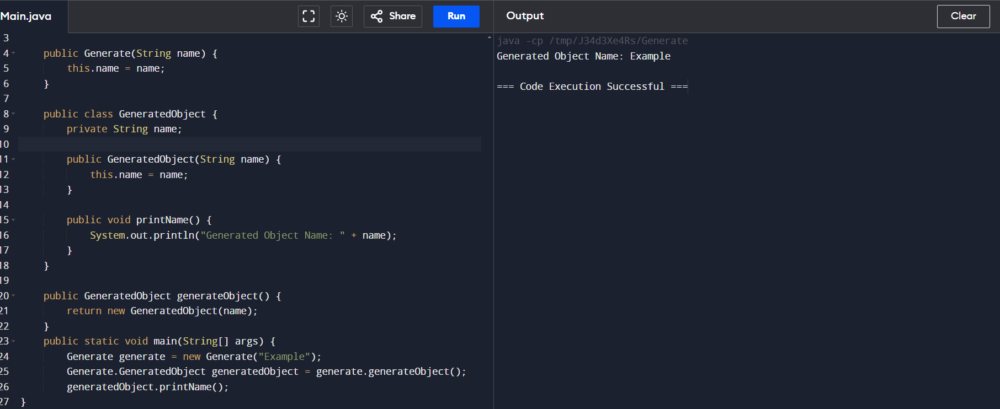 Main.java
Share
Run
Output
Clear
3
4 public Generate(String name) {
5 this.name = name;
6 }
7
8 public class GeneratedObject {
9 private String name;
10
11 public GeneratedObject(String name) {
12 this.name = name;
13 }
14
15 public void printName() {
16 System.out.println("Generated Object Name: " + name);
17 }
18 }
19
20 public GeneratedObject generateObject() {
21 return new GeneratedObject(name);
22 }
23 public static void main(String[] args) {
24 Generate generate = new Generate("Example");
25 Generate.GeneratedObject generatedObject = generate.generateObject();
26 generatedObject.printName();
27 }
java -cp /tmp/J34d3Xe4Rs/Generate
Generated Object Name: Example
=== Code Execution Successful ===